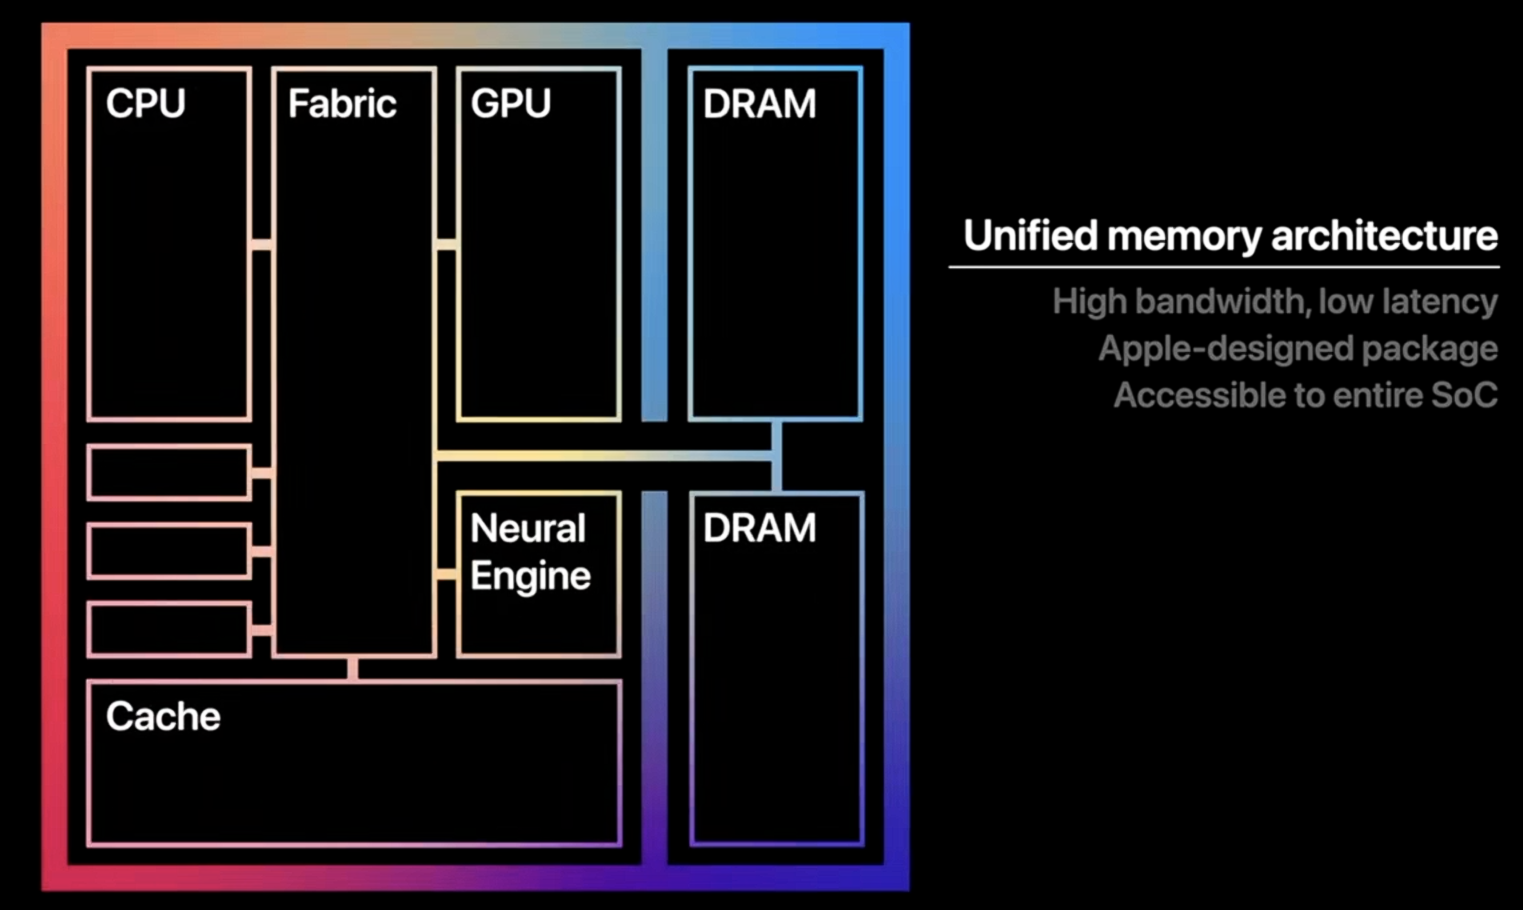 CPU
Fabric
GPU
DRAM
Unified memory architecture
High bandwidth, low latency
Apple-designed package
Accessible to entire SoC
Neural
Engine
DRAM
Cache